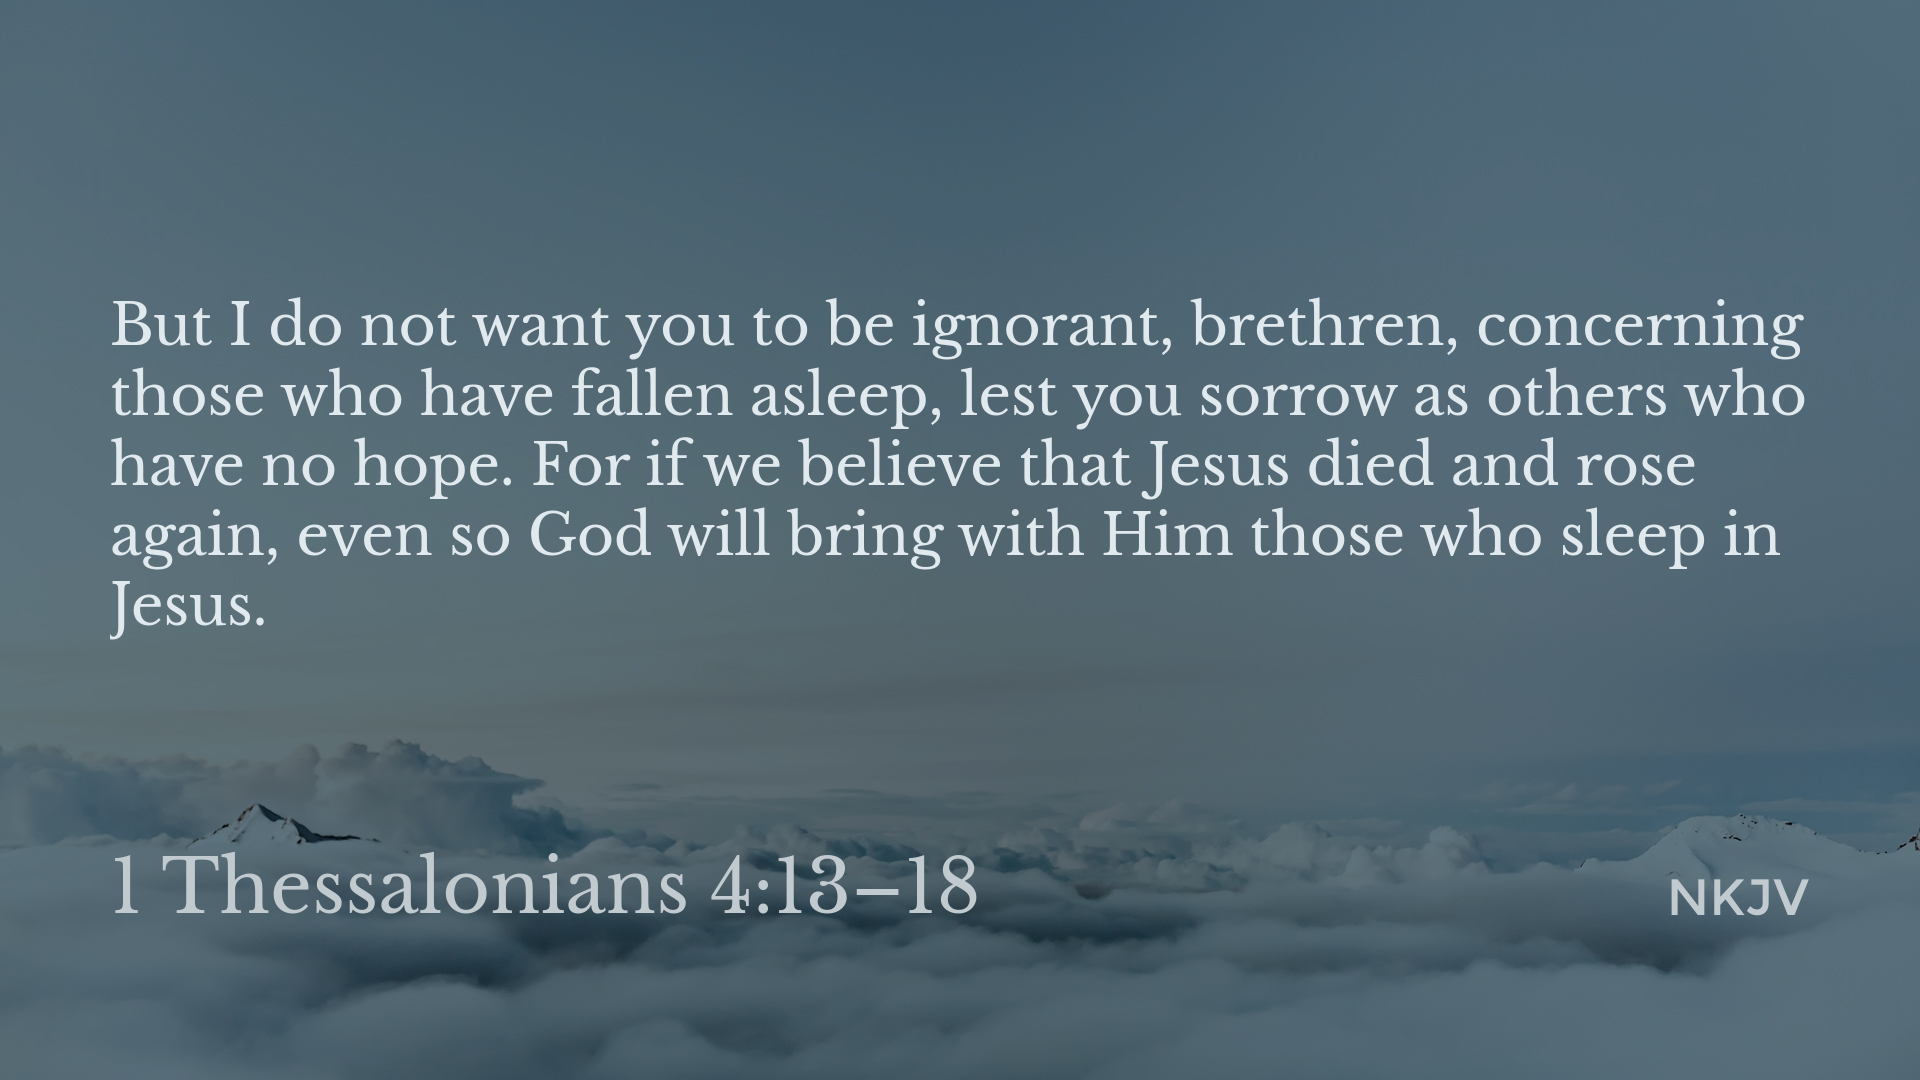 But I do not want you to be ignorant, brethren, concerning
those who have fallen asleep, lest you sorrow as others who
have no hope. For if we believe that Jesus died and rose
again, even so God will bring with Him those who sleep in
Jesus.
1 Thessalonians 4:13–18
NKJV